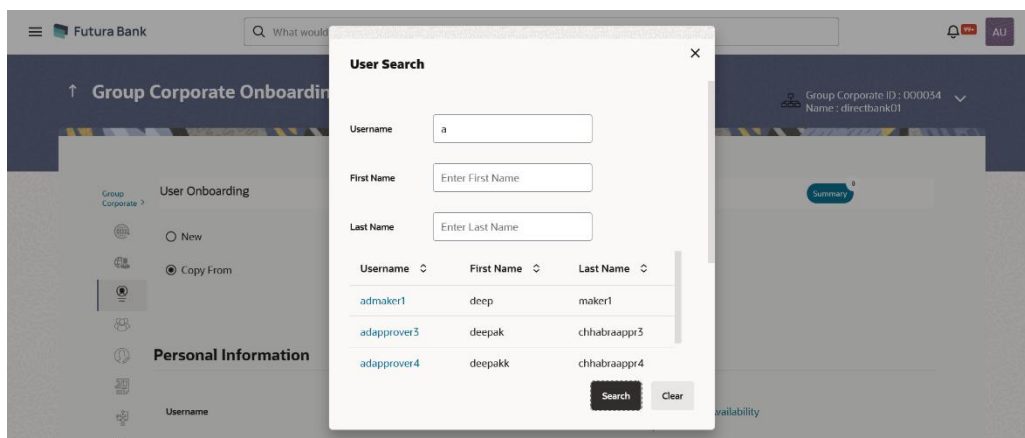 Futura Bank
What would
99+
AU
Group Corporate Onboardin
Group Corporate ID : 000034
Name : directbank01
Group
Corporate >
User Onboarding
Summary
0
New
Copy From
Personal Information
Username
vailability
User Search
Username
a
First Name
Enter First Name
Last Name
Enter Last Name
Username First Name Last Name
admaker1 deep maker1
adapprover3 deepak chhabraappr3
adapprover4 deepakk chhabraappr4
Search Clear